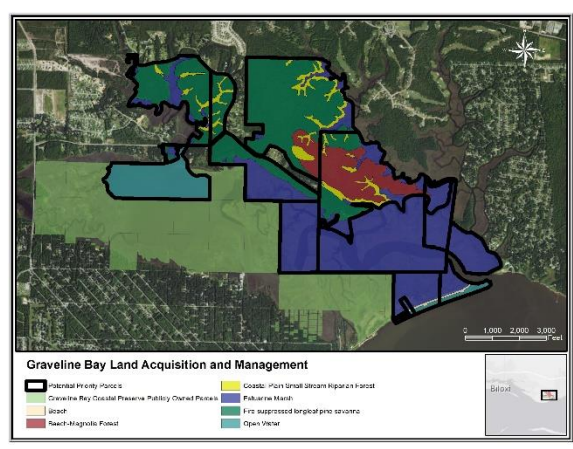 0 1,000 2,000 3,000
Feet
Graveline Bay Land Acquisition and Management
Potential Priority Parcels
Graveline Bay Coastal Preserve Publicly Owned Parcels
Beach
Beech-Magnolia Forest
Coastal Plain Small Stream Riparian Forest
Estuarine Marsh
Fire suppressed longleaf pine savanna
Open Water
Biloxi